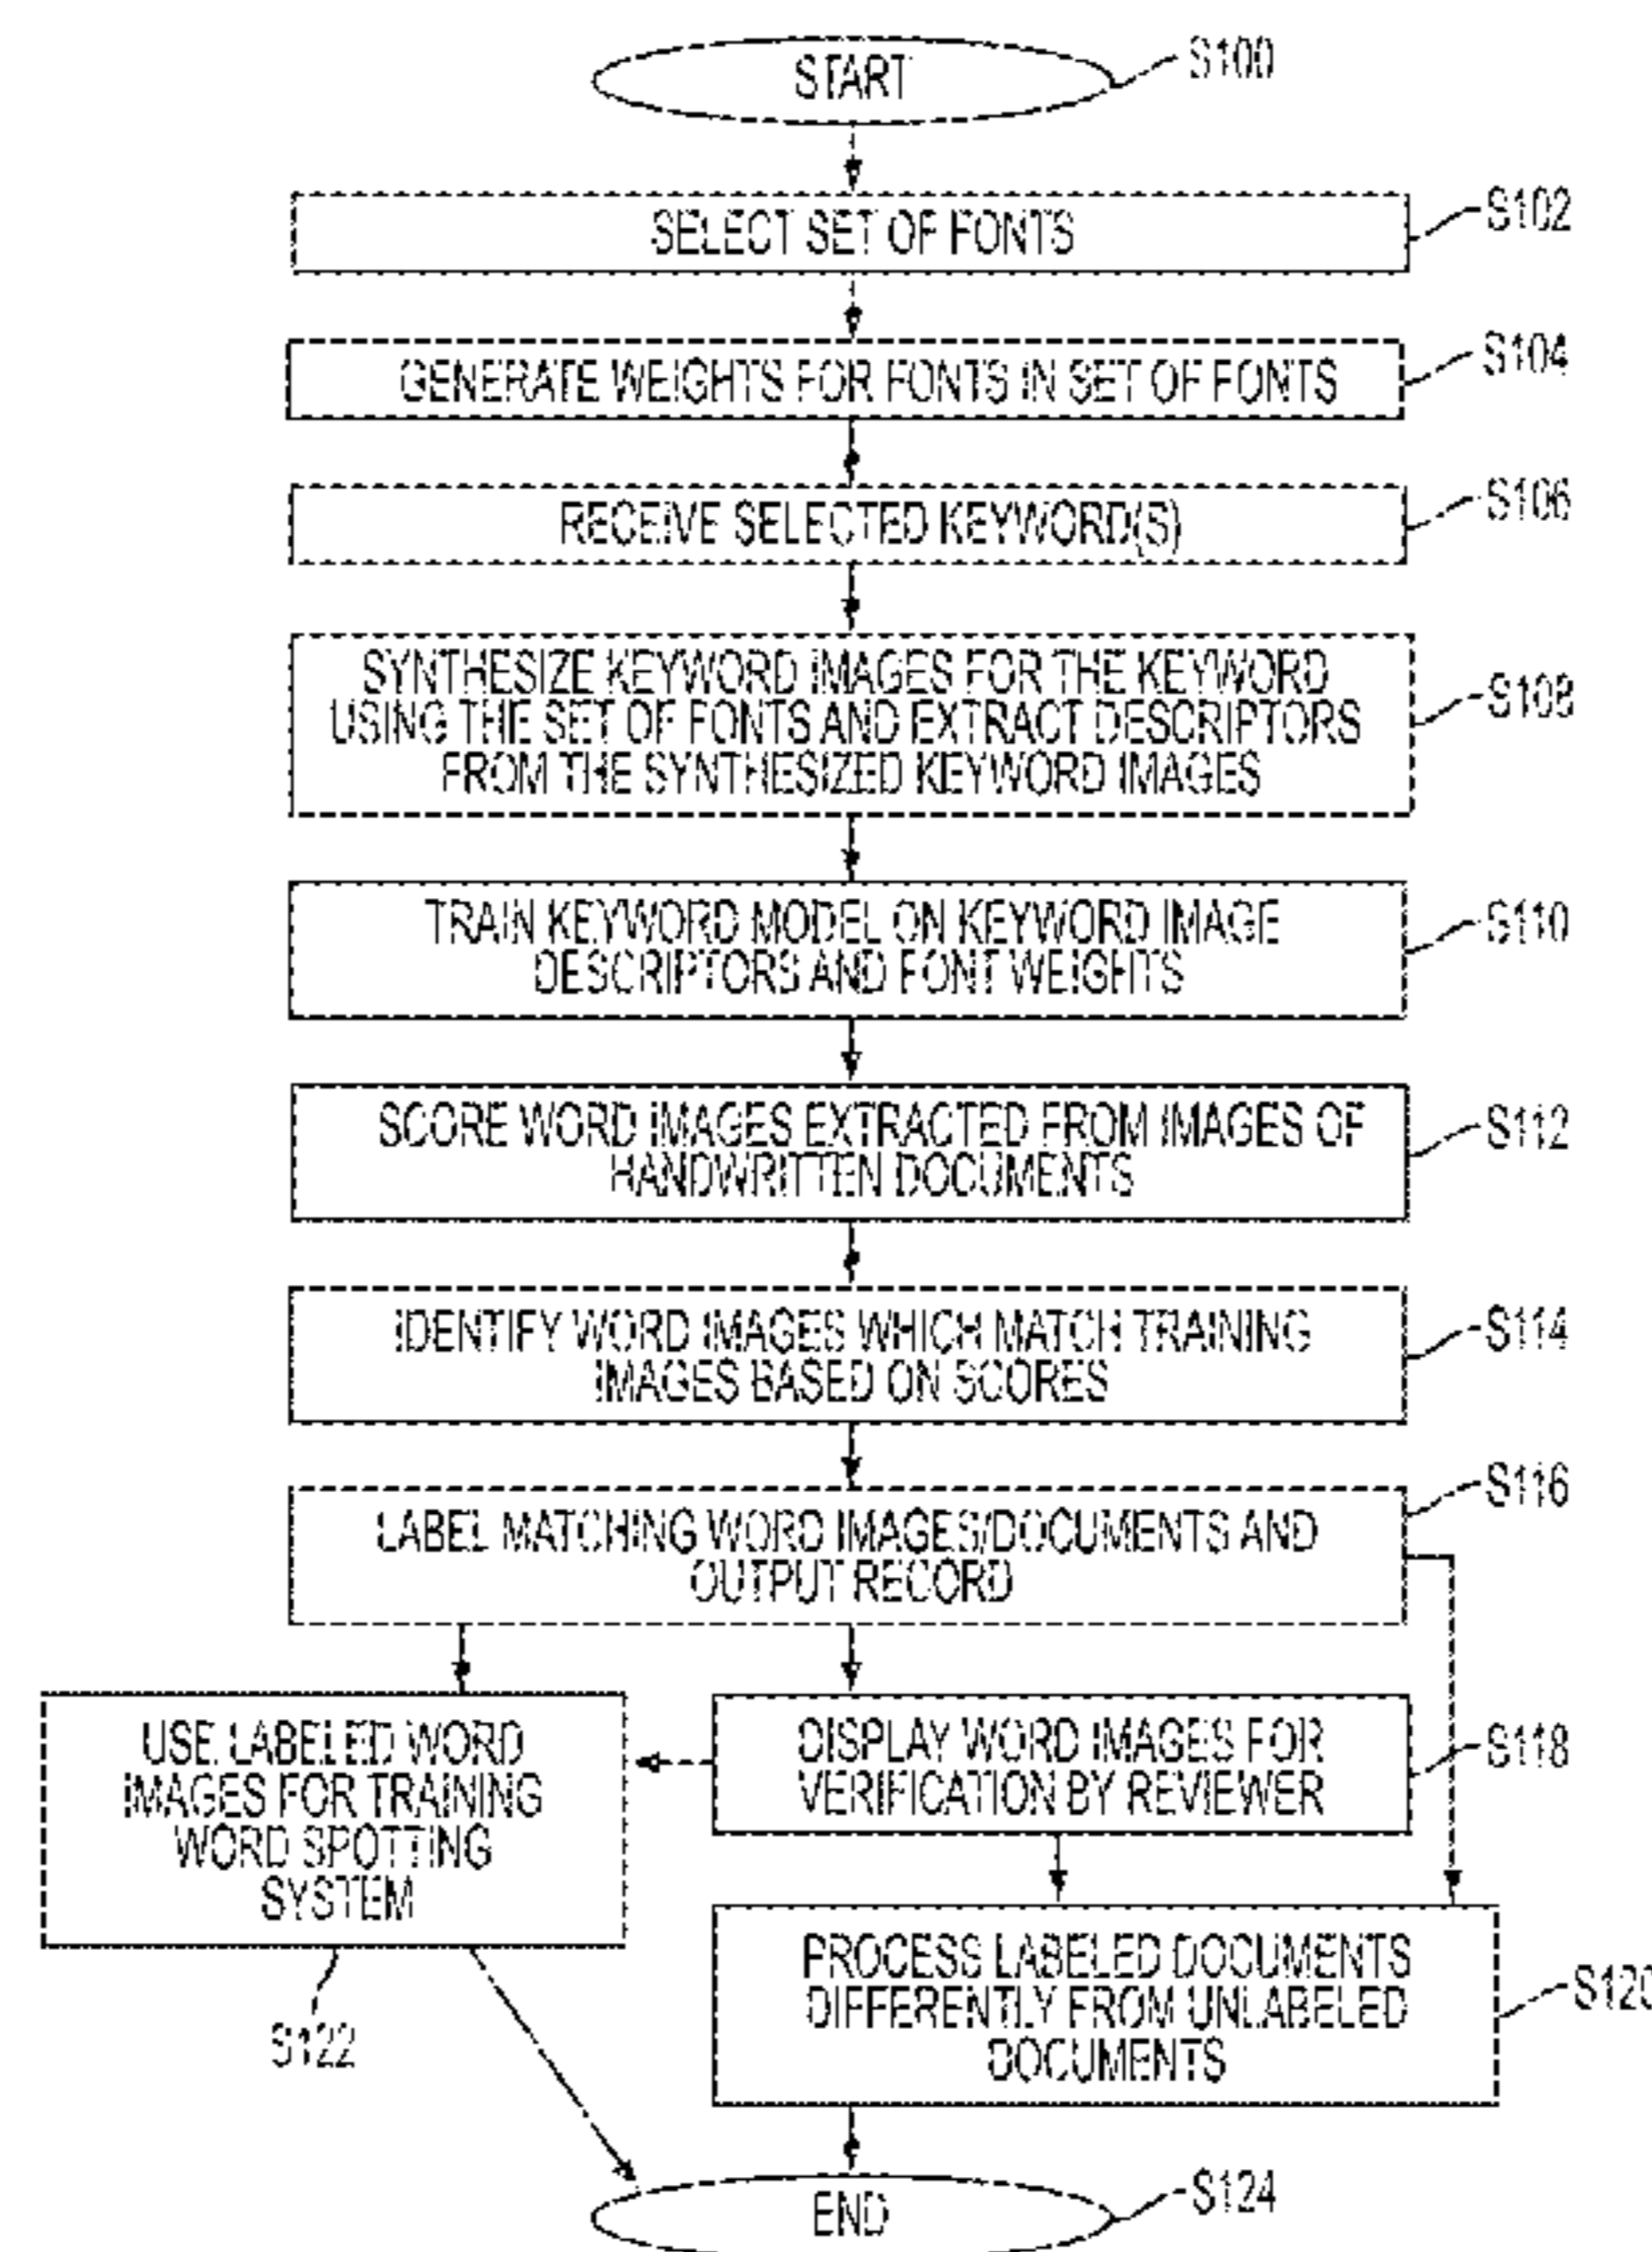 START
S100
SELECT SET OF FONTS
S102
GENERATE WEIGHTS FOR FONTS IN SET OF FONTS
S104
RECEIVE SELECTED KEYWORD(S)
S106
SYNTHESIZE KEYWORD IMAGES FOR THE KEYWORD
USING THE SET OF FONTS AND EXTRACT DESCRIPTORS
FROM THE SYNTHESIZED KEYWORD IMAGES
S108
TRAIN KEYWORD MODEL ON KEYWORD IMAGE
DESCRIPTORS AND FONT WEIGHTS
S110
SCORE WORD IMAGES EXTRACTED FROM IMAGES OF
HANDWRITTEN DOCUMENTS
S112
IDENTIFY WORD IMAGES WHICH MATCH TRAINING
IMAGES BASED ON SCORES
S114
LABEL MATCHING WORD IMAGES/DOCUMENTS AND
OUTPUT RECORD
S116
USE LABELED WORD
IMAGES FOR TRAINING
WORD SPOTTING
SYSTEM
S122
DISPLAY WORD IMAGES FOR
VERIFICATION BY REVIEWER
S118
PROCESS LABELED DOCUMENTS
DIFFERENTLY FROM UNLABELED
DOCUMENTS
S120
END
S124